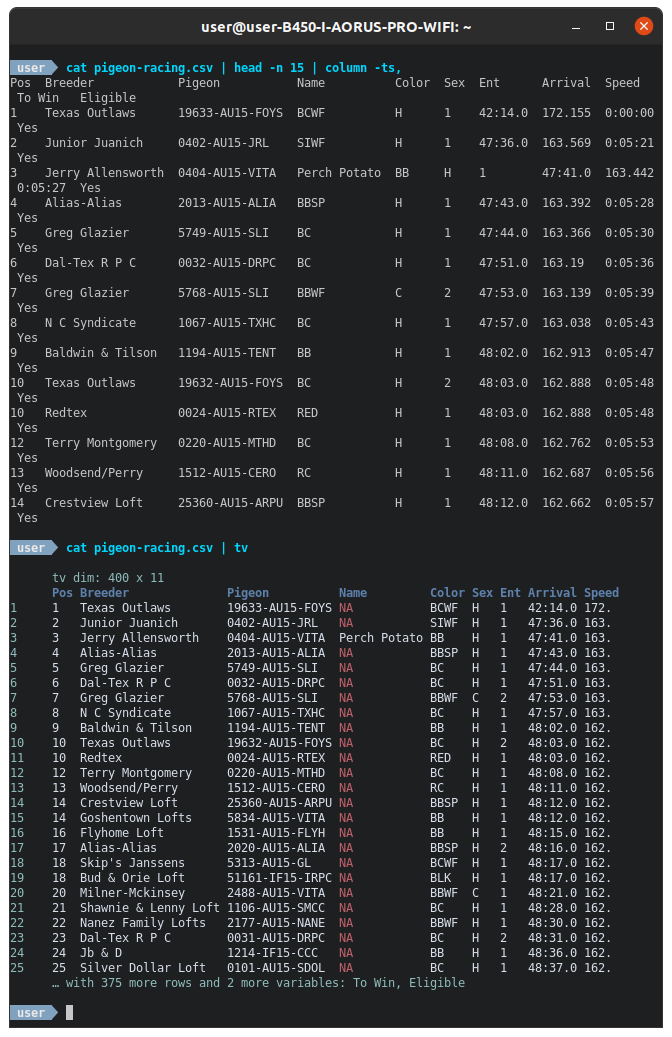 user@user-B450-I-AORUS-PRO-WIFI: ~
user cat pigeon-racing.csv | head -n 15 | column -ts,
Pos  Breeder            Pigeon           Name          Color  Sex  Ent      Arrival  Speed
 To Win   Eligible
1    Texas Outlaws      19633-AU15-FOYS  BCWF          H      1    42:14.0  172.155  0:00:00
 Yes
2    Junior Juanich     0402-AU15-JRL    SIWF          H      1    47:36.0  163.569  0:05:21
 Yes
3    Jerry Allensworth  0404-AU15-VITA   Perch Potato  BB     H    1        47:41.0  163.442
 0:05:27  Yes
4    Alias-Alias        2013-AU15-ALIA   BBSP          H      1    47:43.0  163.392  0:05:28
 Yes
5    Greg Glazier       5749-AU15-SLI    BC            H      1    47:44.0  163.366  0:05:30
 Yes
6    Dal-Tex R P C      0032-AU15-DRPC   BC            H      1    47:51.0  163.19   0:05:36
 Yes
7    Greg Glazier       5768-AU15-SLI    BBWF          C      2    47:53.0  163.139  0:05:39
 Yes
8    N C Syndicate      1067-AU15-TXHC   BC            H      1    47:57.0  163.038  0:05:43
 Yes
9    Baldwin & Tilson   1194-AU15-TENT   BB            H      1    48:02.0  162.913  0:05:47
 Yes
10   Texas Outlaws      19632-AU15-FOYS  BC            H      2    48:03.0  162.888  0:05:48
 Yes
10   Redtex             0024-AU15-RTEX   RED           H      1    48:03.0  162.888  0:05:48
 Yes
12   Terry Montgomery   0220-AU15-MTHD   BC            H      1    48:08.0  162.762  0:05:53
 Yes
13   Woodsend/Perry     1512-AU15-CERO   RC            H      1    48:11.0  162.687  0:05:56
 Yes
14   Crestview Loft     25360-AU15-ARPU  BBSP          H      1    48:12.0  162.662  0:05:57
 Yes
user cat pigeon-racing.csv | tv
tv dim: 400 x 11
      Pos Breeder              Pigeon          Name         Color Sex Ent Arrival Speed
1     1   Texas Outlaws        19633-AU15-FOYS NA           BCWF  H   1   42:14.0 172.
2     2   Junior Juanich       0402-AU15-JRL   NA           SIWF  H   1   47:36.0 163.
3     3   Jerry Allensworth    0404-AU15-VITA  Perch Potato BB    H   1   47:41.0 163.
4     4   Alias-Alias          2013-AU15-ALIA  NA           BBSP  H   1   47:43.0 163.
5     5   Greg Glazier         5749-AU15-SLI   NA           BC    H   1   47:44.0 163.
6     6   Dal-Tex R P C        0032-AU15-DRPC  NA           BC    H   1   47:51.0 163.
7     7   Greg Glazier         5768-AU15-SLI   NA           BBWF  C   2   47:53.0 163.
8     8   N C Syndicate        1067-AU15-TXHC  NA           BC    H   1   47:57.0 163.
9     9   Baldwin & Tilson     1194-AU15-TENT  NA           BB    H   1   48:02.0 162.
10    10  Texas Outlaws        19632-AU15-FOYS NA           BC    H   2   48:03.0 162.
11    10  Redtex               0024-AU15-RTEX  NA           RED   H   1   48:03.0 162.
12    12  Terry Montgomery     0220-AU15-MTHD  NA           BC    H   1   48:08.0 162.
13    13  Woodsend/Perry       1512-AU15-CERO  NA           RC    H   1   48:11.0 162.
14    14  Crestview Loft       25360-AU15-ARPU NA           BBSP  H   1   48:12.0 162.
15    14  Goshentown Lofts     5834-AU15-VITA  NA           BB    H   1   48:12.0 162.
16    16  Flyhome Loft         1531-AU15-FLYH  NA           BB    H   1   48:15.0 162.
17    17  Alias-Alias          2020-AU15-ALIA  NA           BBSP  H   2   48:16.0 162.
18    18  Skip's Janssens      5313-AU15-GL    NA           BCWF  H   1   48:17.0 162.
19    18  Bud & Orie Loft      51161-IF15-IRPC NA           BLK   H   1   48:17.0 162.
20    20  Milner-Mckinsey      2488-AU15-VITA  NA           BBWF  C   1   48:21.0 162.
21    21  Shawnie & Lenny Loft 1106-AU15-SMCC  NA           BC    H   1   48:28.0 162.
22    22  Nanez Family Lofts   2177-AU15-NANE  NA           BBWF  H   1   48:30.0 162.
23    23  Dal-Tex R P C        0031-AU15-DRPC  NA           BC    H   2   48:31.0 162.
24    24  Jb & D               1214-IF15-CCC   NA           BB    H   1   48:36.0 162.
25    25  Silver Dollar Loft   0101-AU15-SDOL  NA           BC    H   1   48:37.0 162.
… with 375 more rows and 2 more variables: To Win, Eligible
user